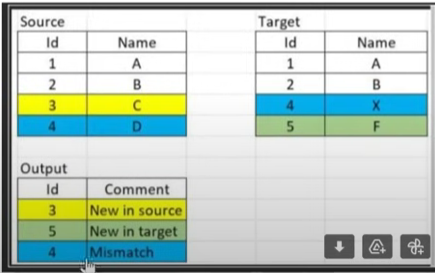 Source Target
Id Name Id Name
1 A 1 A
2 B 2 B
3 C 4 X
4 D 5 F
Output
Id Comment
3 New in source
5 New in target
4 Mismatch